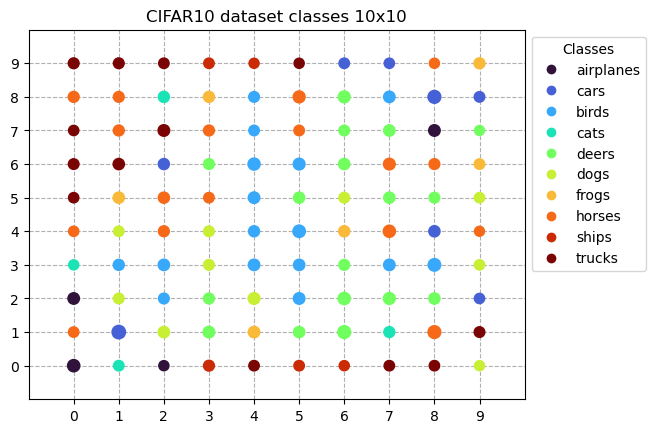 CIFAR10 dataset classes 10x10
9
8
7
6
5
4
3
2
1
0
0 1 2 3 4 5 6 7 8 9
Classes
airplanes
cars
birds
cats
deers
dogs
frogs
horses
ships
trucks